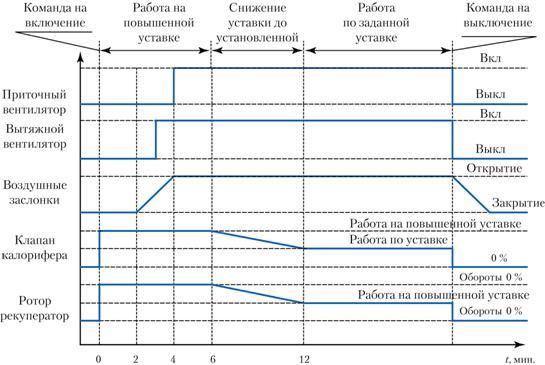 Команда на
включение
Работа на
повышенной
уставке
Снижение
уставки до
установленной
Работа
по заданной
уставке
Команда на
выключение
Вкл
Приточный
вентилятор
Выкл
Вкл
Вытяжной
вентилятор
Выкл
Открытие
Воздушные
заслонки
Закрытие
Работа на повышенной уставке
Клапан
калорифера
Работа по уставке
0 %
Обороты 0 %
Ротор
рекуператор
Работа на повышенной уставке
Обороты 0 %
0
2
4
6
12
t, мин.